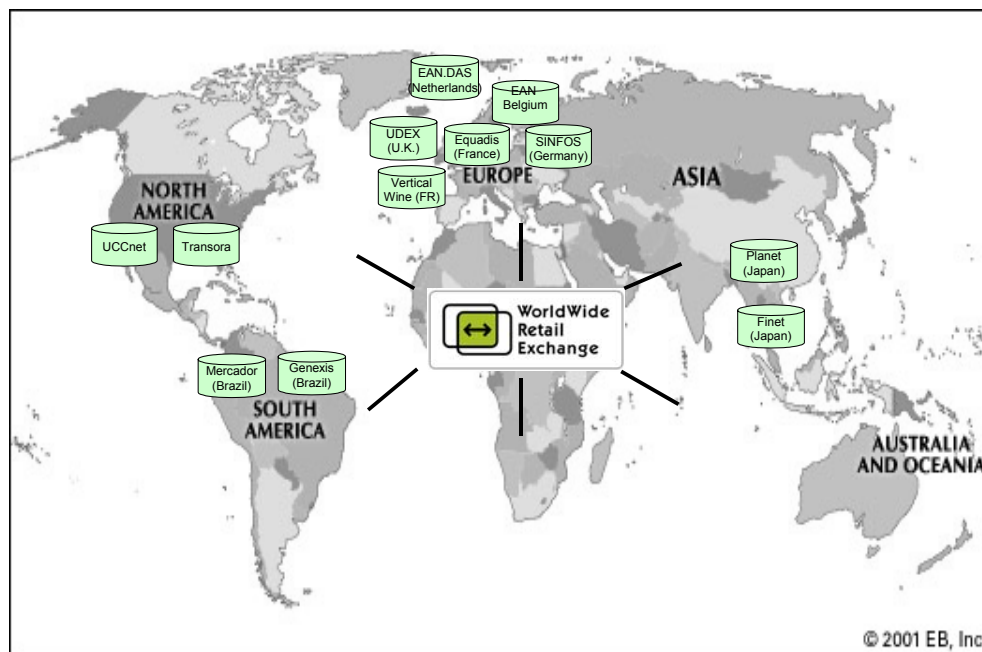 EAN.DAS
(Netherlands)
EAN
Belgium
UDEX
(U.K.)
Equadis
(France)
SINFOS
(Germany)
Vertical
Wine (FR)
EUROPE
ASIA
NORTH
AMERICA
UCCnet
Transora
Planet
(Japan)
Finet
(Japan)
WorldWide
Retail
Exchange
Mercador
(Brazil)
Genexis
(Brazil)
SOUTH
AMERICA
AUSTRALIA
AND OCEANIA
© 2001 EB, Inc